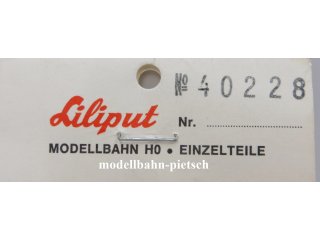 № 40228
Liliput Nr. ........................
MODELLBAHN H0 • EINZELTEILE
modellbahn-pietsch